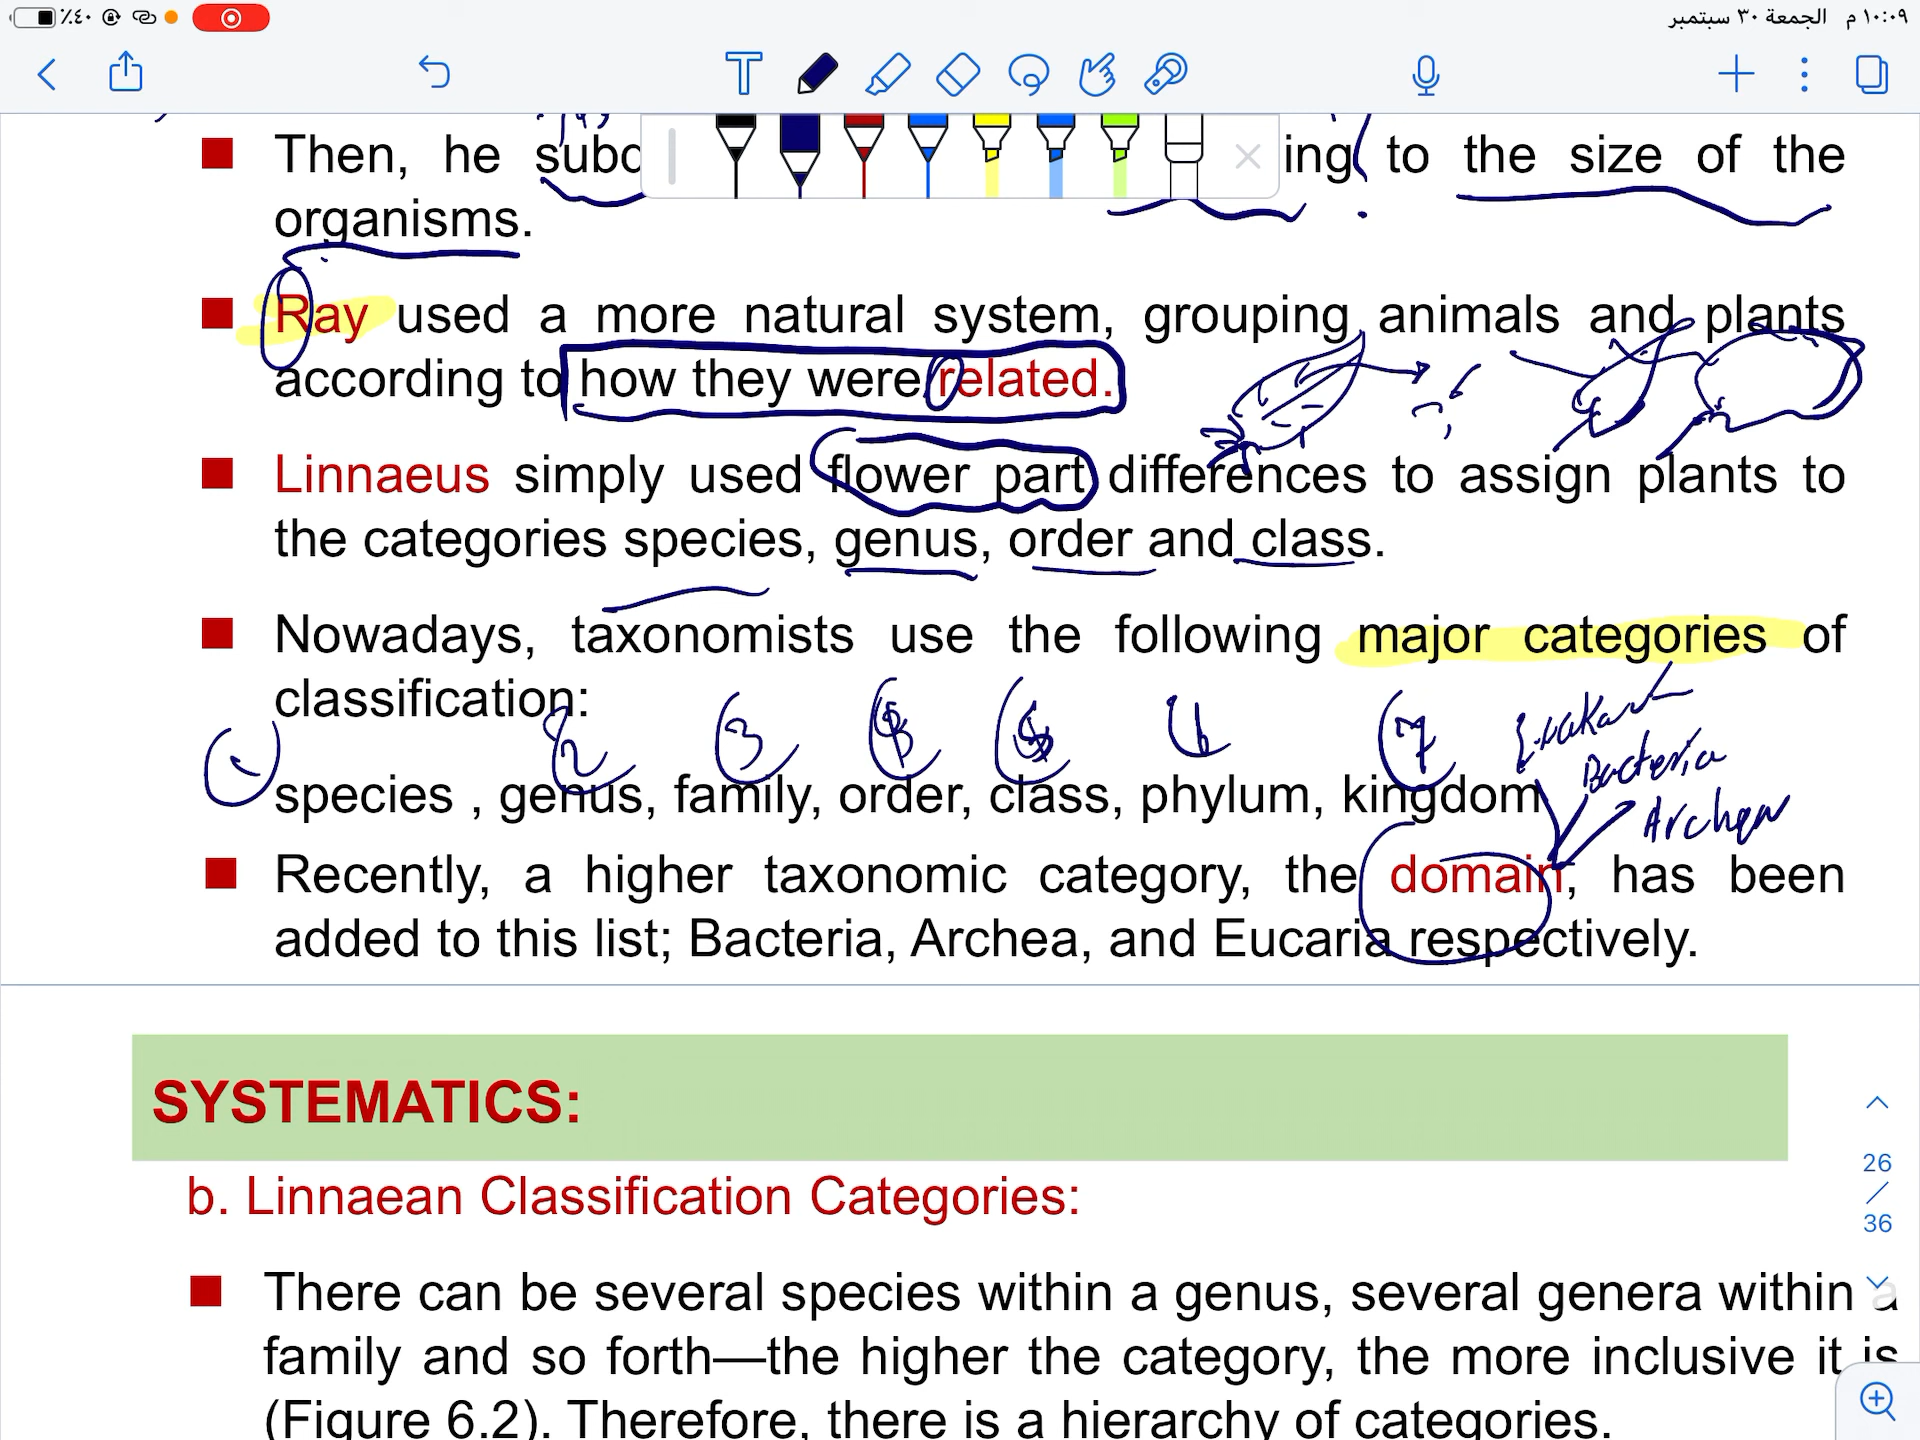 ٪٤٠
الجمعة ٣٠ سبتمبر ١٠:٠٩ م
Then, he subd ing to the size of the
organisms.
Ray used a more natural system, grouping animals and plants
according to how they were related.
Linnaeus simply used flower part differences to assign plants to
the categories species, genus, order and class.
Nowadays, taxonomists use the following major categories of
classification:
2 3 6 7
Bacteria
Archea
species , genus, family, order, class, phylum, kingdom
Recently, a higher taxonomic category, the domain, has been
added to this list; Bacteria, Archea, and Eucaria respectively.
SYSTEMATICS:
b. Linnaean Classification Categories:
26
/
36
There can be several species within a genus, several genera within a
family and so forth—the higher the category, the more inclusive it is
(Figure 6.2). Therefore, there is a hierarchy of categories.